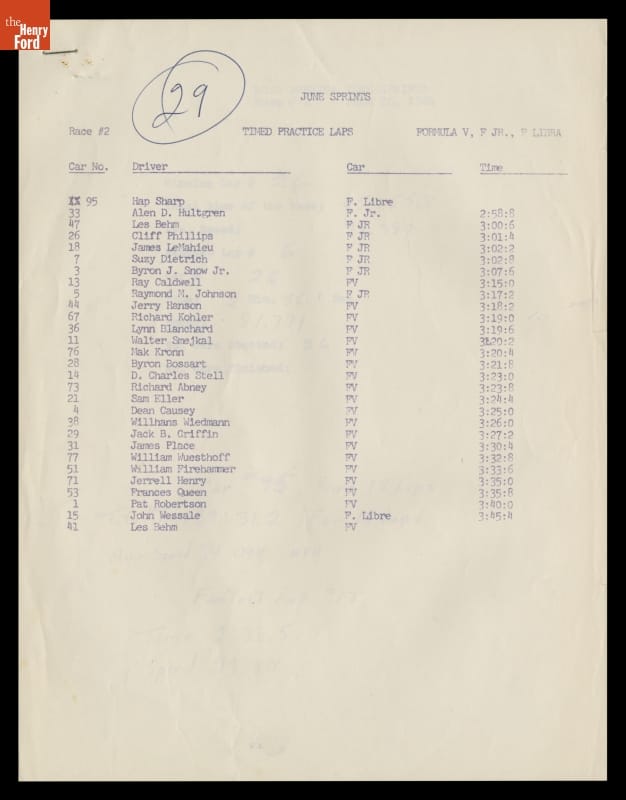 the
Henry
Ford
29
JUNE SPRINTS
Race #2 TIMED PRACTICE LAPS FORMULA V, F JR., F LIBRA
Car No. Driver Car Time
95 Hap Sharp F. Libre
33 Alen D. Hultgren F. Jr. 2:58:8
47 Les Behm F JR 3:00:6
26 Cliff Phillips F JR 3:01:4
18 James LeMahieu F JR 3:02:2
7 Suzy Dietrich F JR 3:02:8
3 Byron J. Snow Jr. F JR 3:07:6
13 Ray Caldwell FV 3:15:0
5 Raymond M. Johnson F JR 3:17:2
44 Jerry Hanson FV 3:18:2
67 Richard Kohler FV 3:19:0
36 Lynn Blanchard FV 3:19:6
11 Walter Smejkal FV 3:20:2
76 Mak Kronn FV 3:20:4
28 Byron Bossart FV 3:21:8
14 D. Charles Stell FV 3:23:0
73 Richard Abney FV 3:23:8
21 Sam Eller FV 3:24:4
4 Dean Causey FV 3:25:0
38 Willhans Wiedmann FV 3:26:0
29 Jack B. Griffin FV 3:27:2
31 James Place FV 3:30:4
77 William Wuesthoff FV 3:32:8
51 William Firehammer FV 3:33:6
71 Jerrell Henry FV 3:35:0
53 Frances Queen FV 3:35:8
1 Pat Robertson FV 3:40:0
15 John Wessale F. Libre 3:45:4
41 Les Behm FV